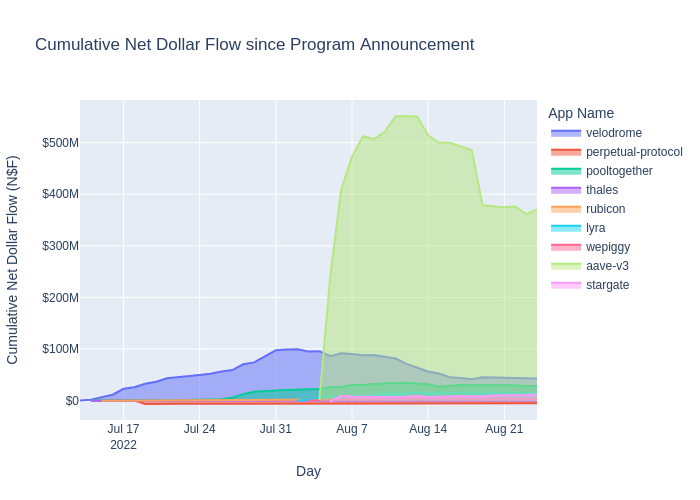 Cumulative Net Dollar Flow since Program Announcement
Cumulative Net Dollar Flow (N$F)
$500M
$400M
$300M
$200M
$100M
$0
Jul 17
2022
Jul 24
Jul 31
Aug 7
Aug 14
Aug 21
Day
App Name
velodrome
perpetual-protocol
pooltogether
thales
rubicon
lyra
wepiggy
aave-v3
stargate